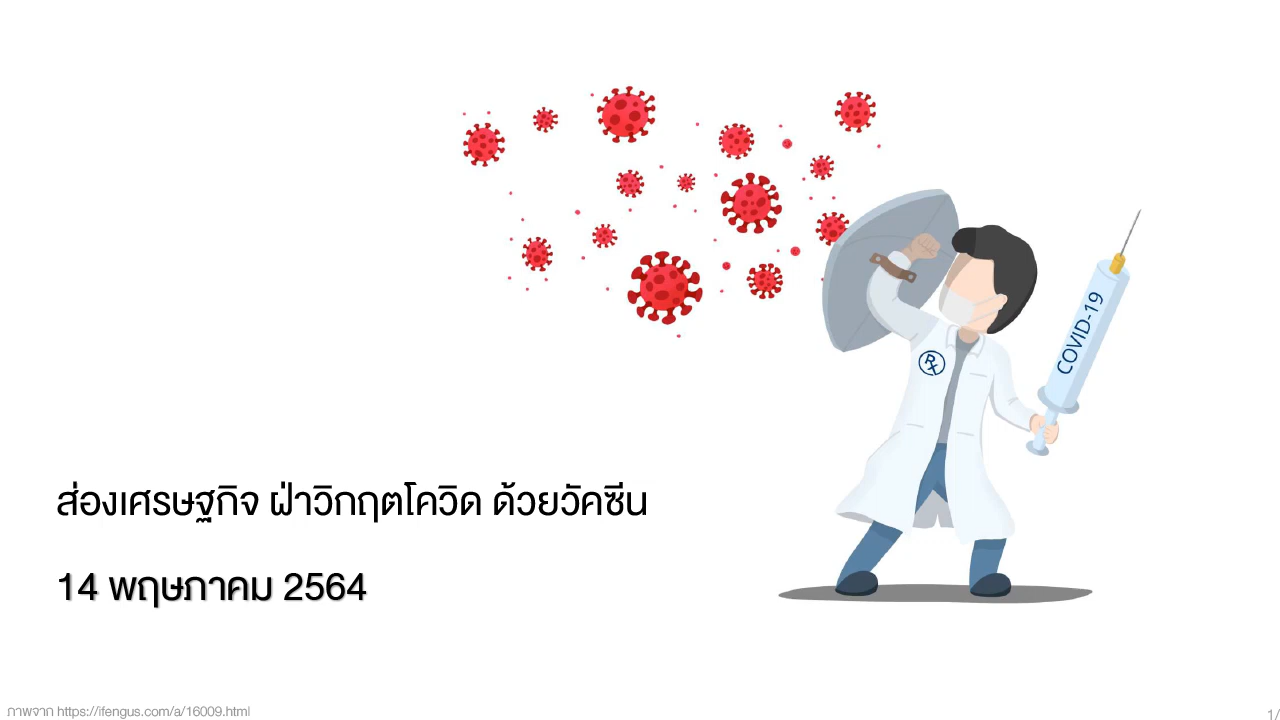 COVID-19
Rx
ส่องเศรษฐกิจ ฝ่าวิกฤตโควิด ด้วยวัคซีน
14 พฤษภาคม 2564
ภาพจาก https://ifengus.com/a/16009.html
1/